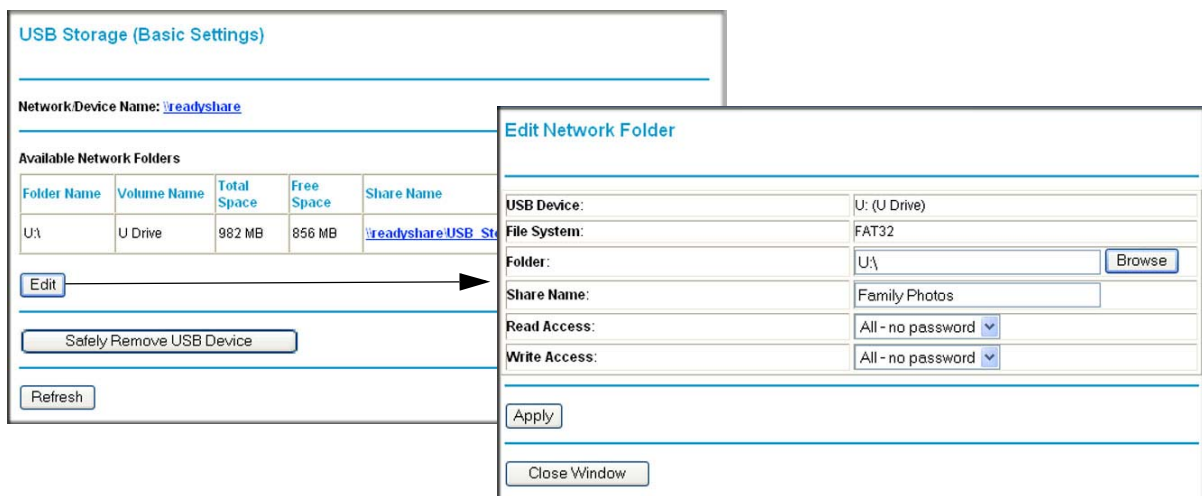 USB Storage (Basic Settings)
Network/Device Name: \\readyshare
Available Network Folders
Folder Name Volume Name Total Space Free Space Share Name
U:\ U Drive 982 MB 856 MB \\readyshare\USB_St
Edit
Safely Remove USB Device
Refresh
Edit Network Folder
USB Device: U: (U Drive)
File System: FAT32
Folder: U:\ Browse
Share Name: Family Photos
Read Access: All - no password
Write Access: All - no password
Apply
Close Window